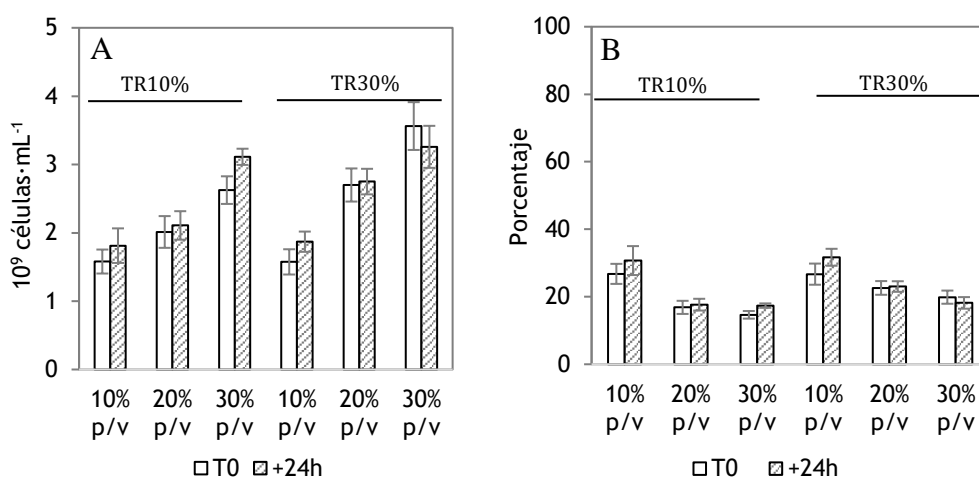 A
TR10%
TR30%
10⁹ células·mL⁻¹
5
4
3
2
1
0
10% p/v
20% p/v
30% p/v
10% p/v
20% p/v
30% p/v
T0
+24h
B
TR10%
TR30%
Porcentaje
100
80
60
40
20
0
10% p/v
20% p/v
30% p/v
10% p/v
20% p/v
30% p/v
T0
+24h